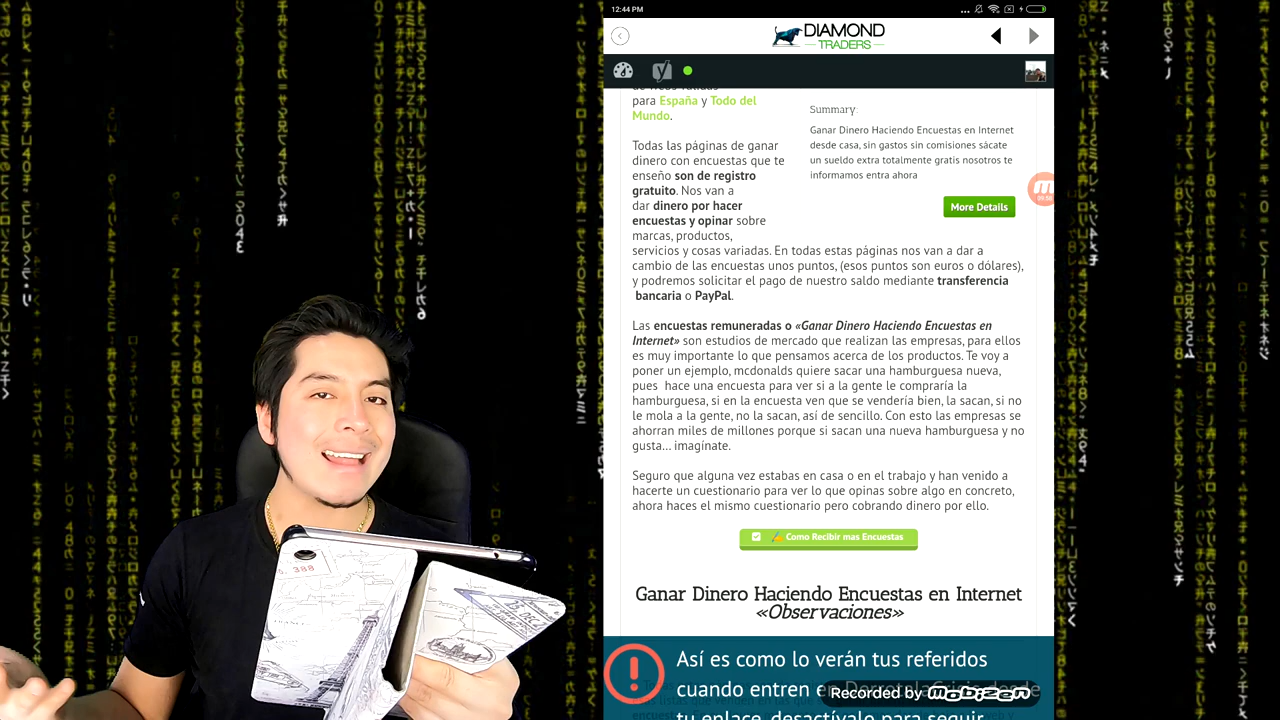 12:44 PM
DIAMOND
TRADERS
para España y Todo del
Mundo.
Todas las páginas de ganar
dinero con encuestas que te
enseño son de registro
gratuito. Nos van a
dar dinero por hacer
encuestas y opinar sobre
marcas, productos,
servicios y cosas variadas. En todas estas páginas nos van a dar a
cambio de las encuestas unos puntos, (esos puntos son euros o dólares),
y podremos solicitar el pago de nuestro saldo mediante transferencia
bancaria o PayPal.
Summary:
Ganar Dinero Haciendo Encuestas en Internet
desde casa, sin gastos sin comisiones sácate
un sueldo extra totalmente gratis nosotros te
informamos entra ahora
More Details
Las encuestas remuneradas o «Ganar Dinero Haciendo Encuestas en
Internet» son estudios de mercado que realizan las empresas, para ellos
es muy importante lo que pensamos acerca de los productos. Te voy a
poner un ejemplo, mcdonalds quiere sacar una hamburguesa nueva,
pues hace una encuesta para ver si a la gente le compraría la
hamburguesa, si en la encuesta ven que se vendería bien, la sacan, si no
le mola a la gente, no la sacan, así de sencillo. Con esto las empresas se
ahorran miles de millones porque si sacan una nueva hamburguesa y no
gusta... imagínate.
Seguro que alguna vez estabas en casa o en el trabajo y han venido a
hacerte un cuestionario para ver lo que opinas sobre algo en concreto,
ahora haces el mismo cuestionario pero cobrando dinero por ello.
Como Recibir mas Encuestas
Ganar Dinero Haciendo Encuestas en Internet
«Observaciones»
Así es como lo verán tus referidos
cuando entren en
Recorded by mobizen
tu enlace, desactívalo para seguir